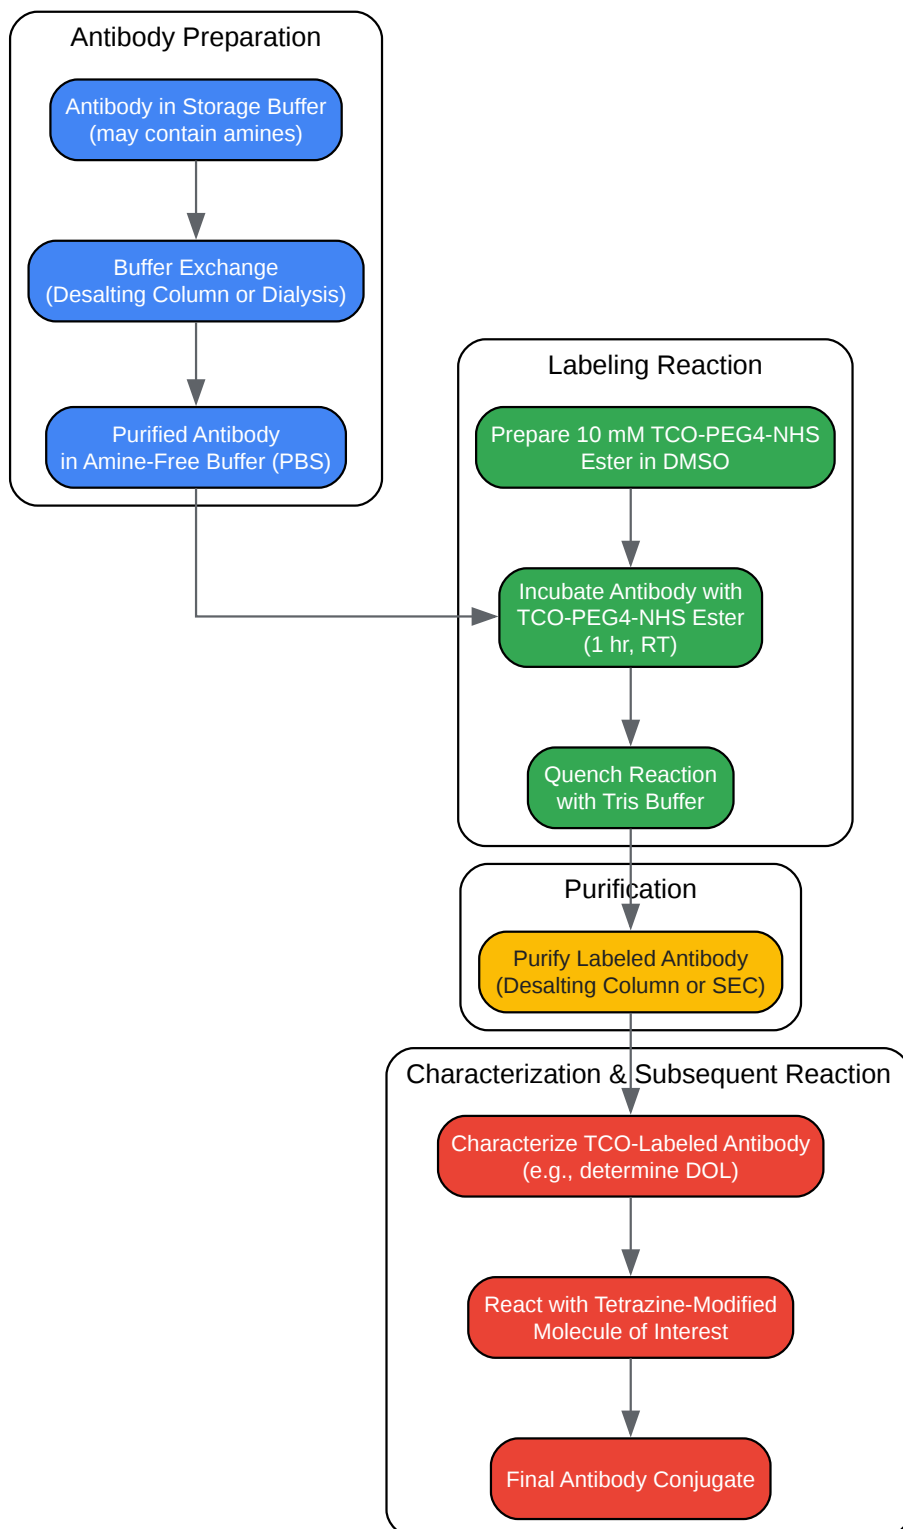 Antibody Preparation
Antibody in Storage Buffer
(may contain amines)
Buffer Exchange
(Desalting Column or Dialysis)
Purified Antibody
in Amine-Free Buffer (PBS)
Labeling Reaction
Prepare 10 mM TCO-PEG4-NHS
Ester in DMSO
Incubate Antibody with
TCO-PEG4-NHS Ester
(1 hr, RT)
Quench Reaction
with Tris Buffer
Purification
Purify Labeled Antibody
(Desalting Column or SEC)
Characterization & Subsequent Reaction
Characterize TCO-Labeled Antibody
(e.g., determine DOL)
React with Tetrazine-Modified
Molecule of Interest
Final Antibody Conjugate